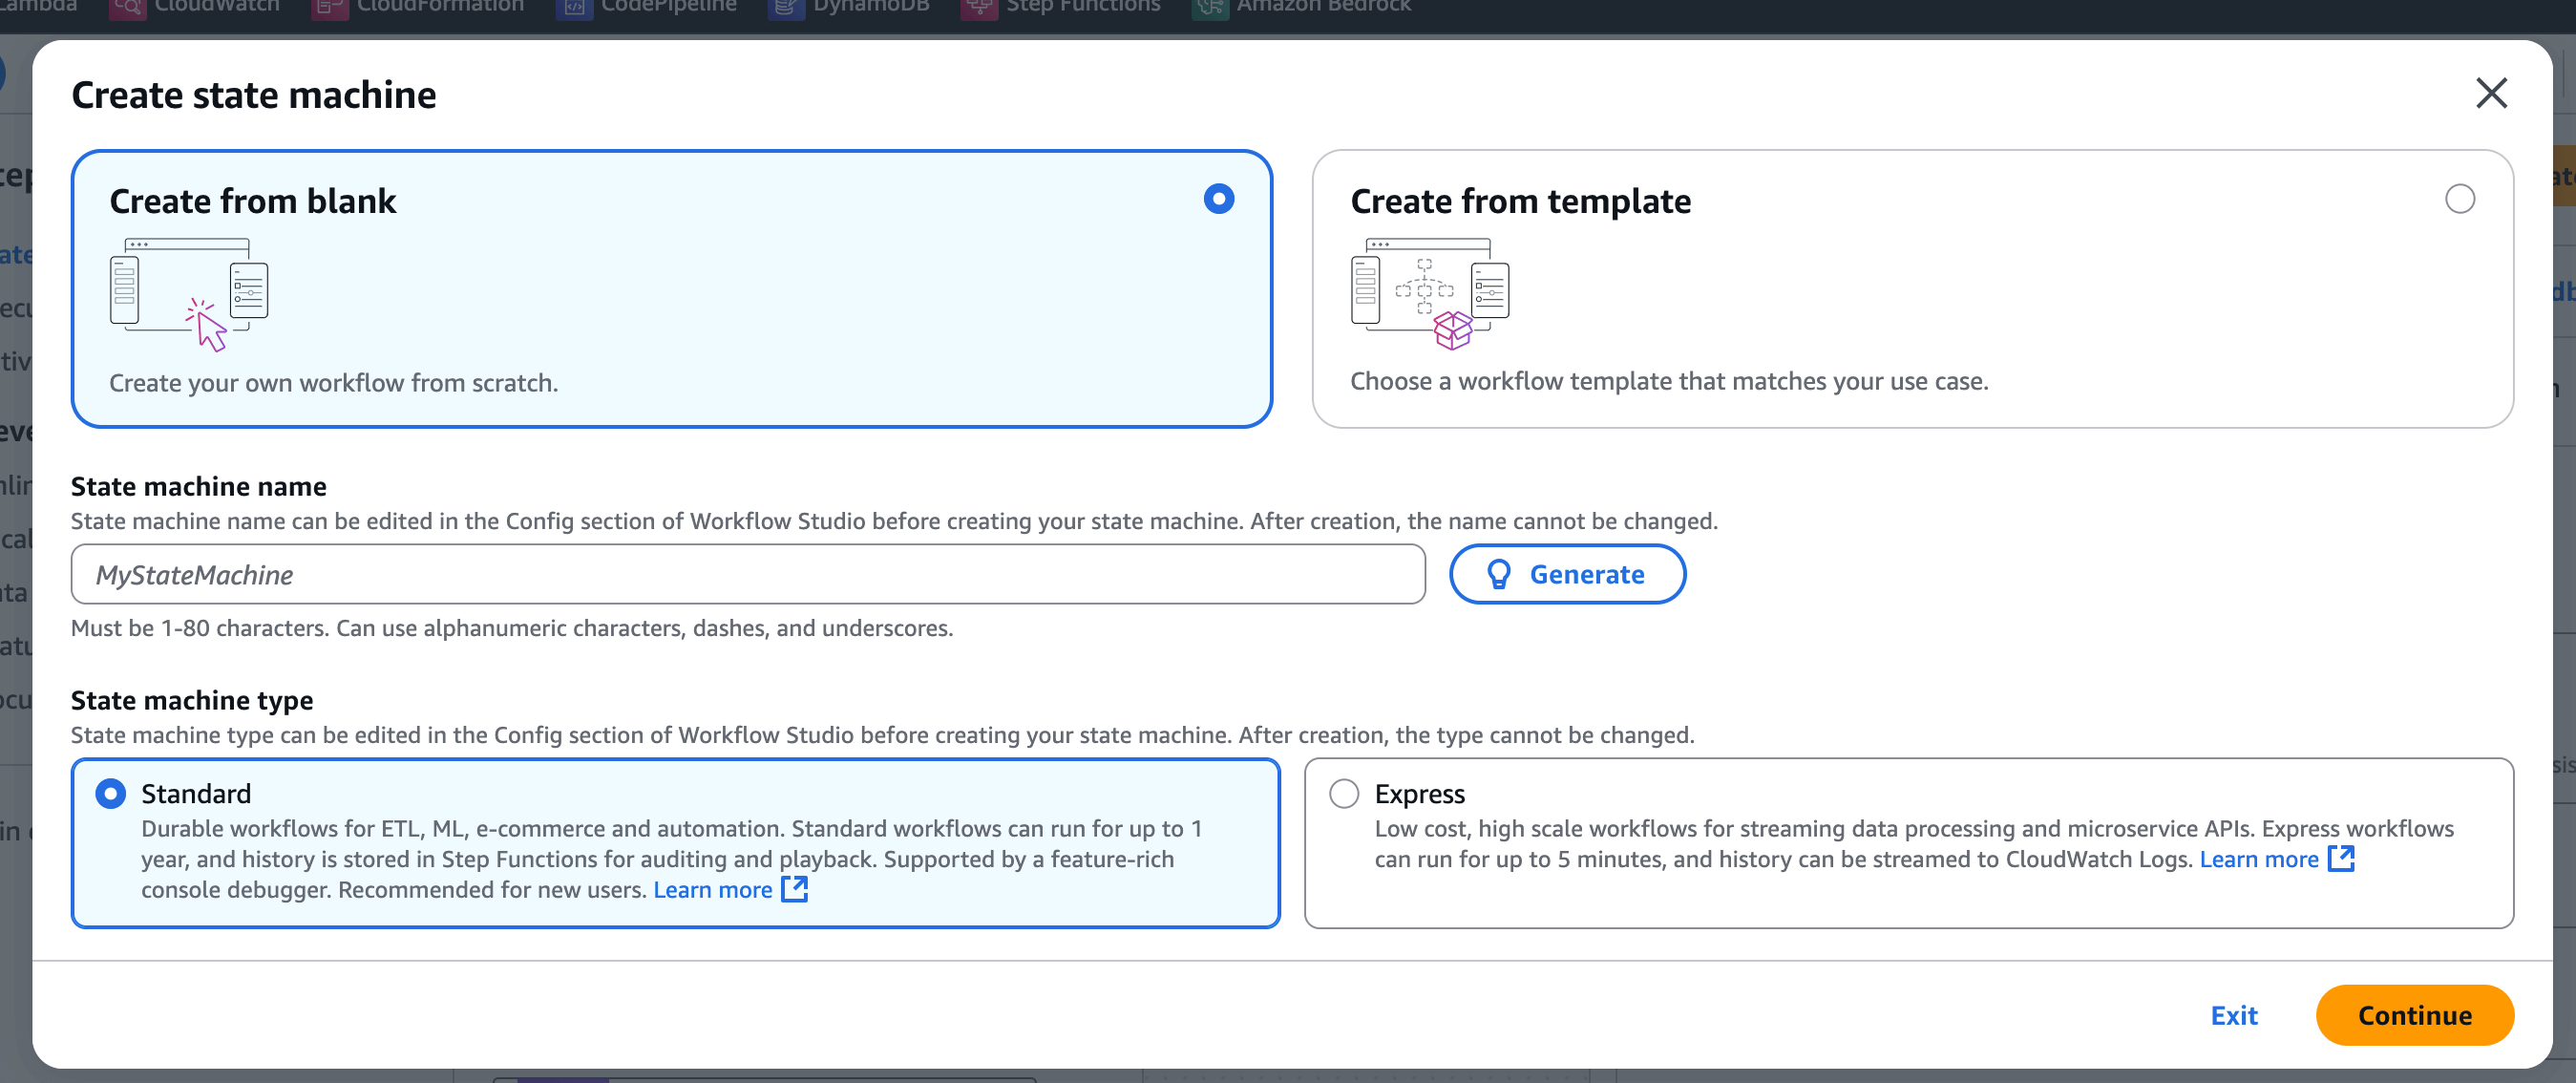 CloudWatch CloudFormation CodePipeline DynamoDB Step Functions Amazon Bedrock
Create state machine
Create from blank
Create your own workflow from scratch.
Create from template
Choose a workflow template that matches your use case.
State machine name
State machine name can be edited in the Config section of Workflow Studio before creating your state machine. After creation, the name cannot be changed.
MyStateMachine
Generate
Must be 1-80 characters. Can use alphanumeric characters, dashes, and underscores.
State machine type
State machine type can be edited in the Config section of Workflow Studio before creating your state machine. After creation, the type cannot be changed.
Standard
Durable workflows for ETL, ML, e-commerce and automation. Standard workflows can run for up to 1
year, and history is stored in Step Functions for auditing and playback. Supported by a feature-rich
console debugger. Recommended for new users. Learn more
Express
Low cost, high scale workflows for streaming data processing and microservice APIs. Express workflows
can run for up to 5 minutes, and history can be streamed to CloudWatch Logs. Learn more
Exit
Continue